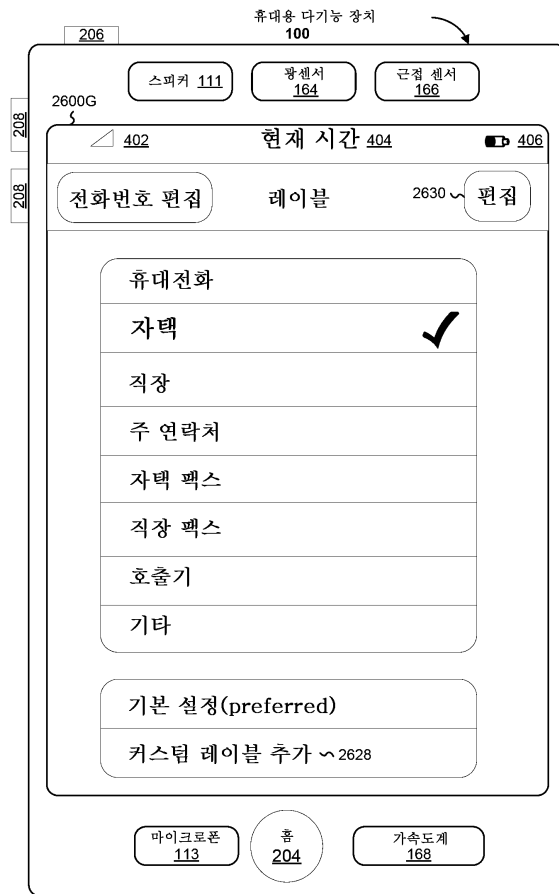 휴대용 다기능 장치
100
206
스피커 111
광센서
164
근접 센서
166
2600G
208
208
402
현재 시간 404
406
전화번호 편집
레이블
2630
편집
휴대전화
자택
직장
주 연락처
자택 팩스
직장 팩스
호출기
기타
기본 설정(preferred)
커스텀 레이블 추가 2628
마이크로폰
113
홈
204
가속도계
168